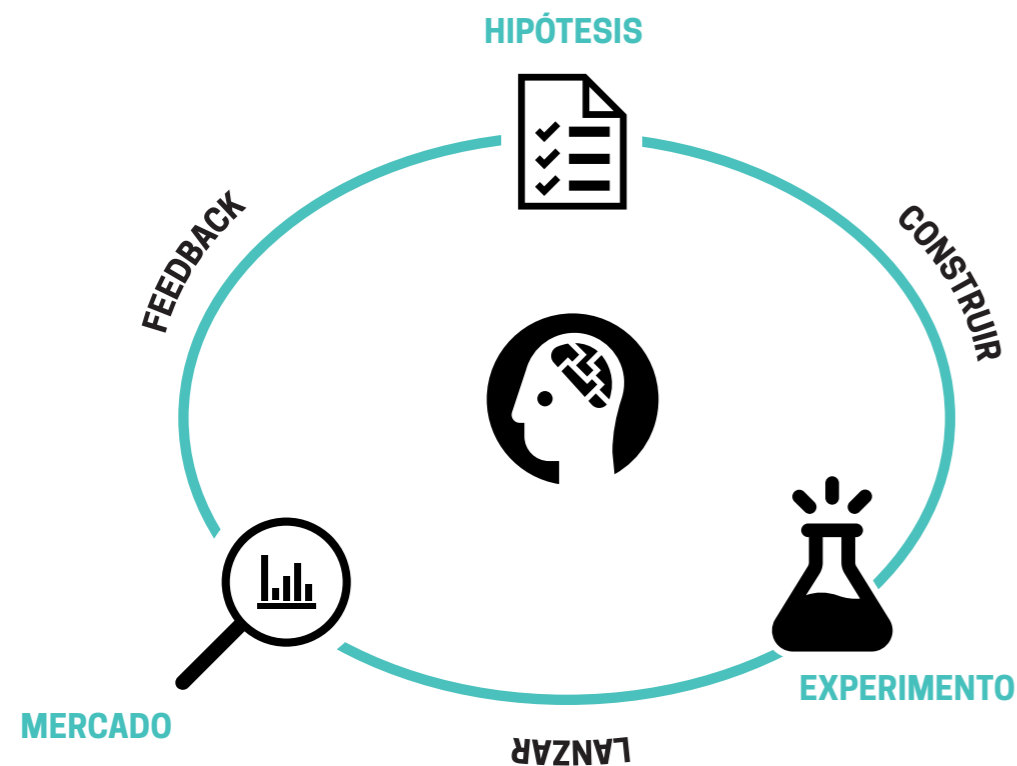 HIPÓTESIS
CONSTRUIR
EXPERIMENTO
LANZAR
MERCADO
FEEDBACK